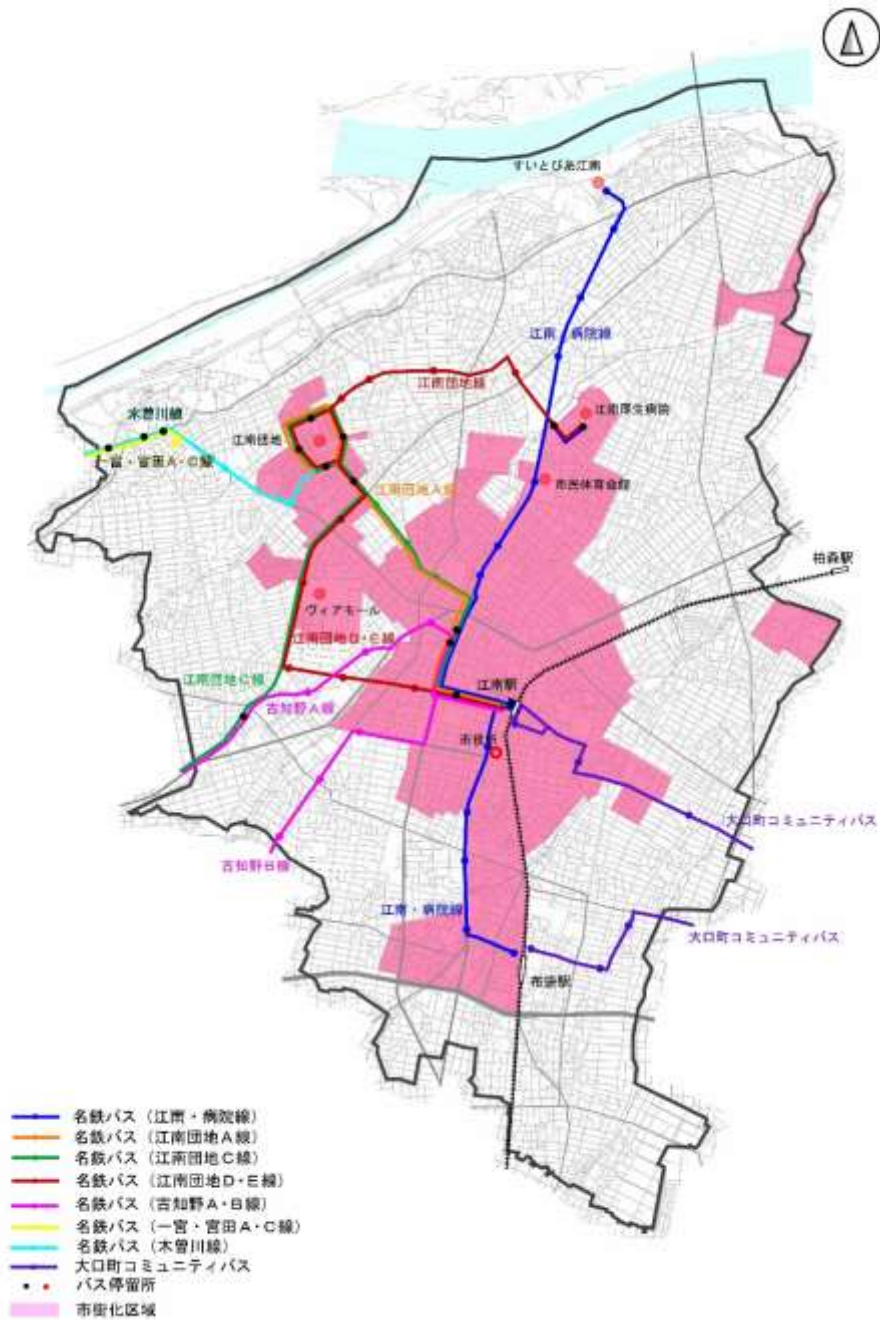 すいとぴあ江南
江南・病院線
江南団地線
江南厚生病院
木曽川線
江南団地
一宮・宮田A・C線
江南団地A線
市民体育会館
柏森駅
ヴィアモール
江南団地D・E線
江南団地C線
江南駅
古知野A線
市役所
大口町コミュニティバス
古知野B線
江南・病院線
大口町コミュニティバス
布袋駅
名鉄バス（江南・病院線）
名鉄バス（江南団地A線）
名鉄バス（江南団地C線）
名鉄バス（江南団地D・E線）
名鉄バス（古知野A・B線）
名鉄バス（一宮・宮田A・C線）
名鉄バス（木曽川線）
大口町コミュニティバス
バス停留所
市街化区域